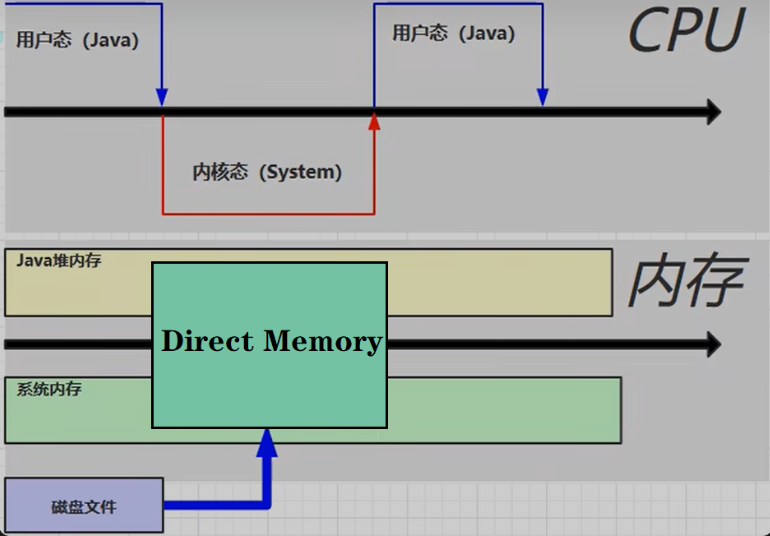 用户态（Java)
用户态（Java)
CPU
内核态（System)
Java堆内存
内存
Direct Memory
系统内存
磁盘文件